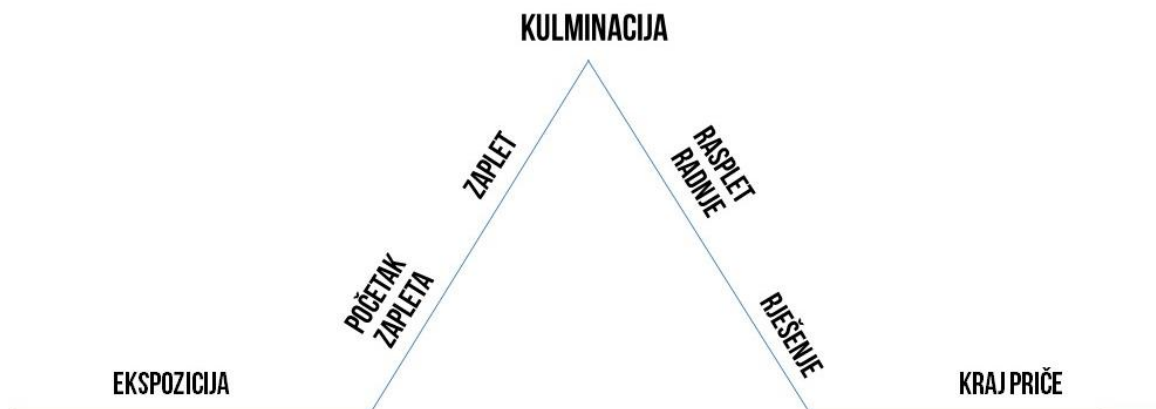 KULMINACIJA
ZAPLET
RASPLET
RADNJE
POČETAK
ZAPLETA
RJEŠENJE
EKSPOZICIJA
KRAJ PRIČE